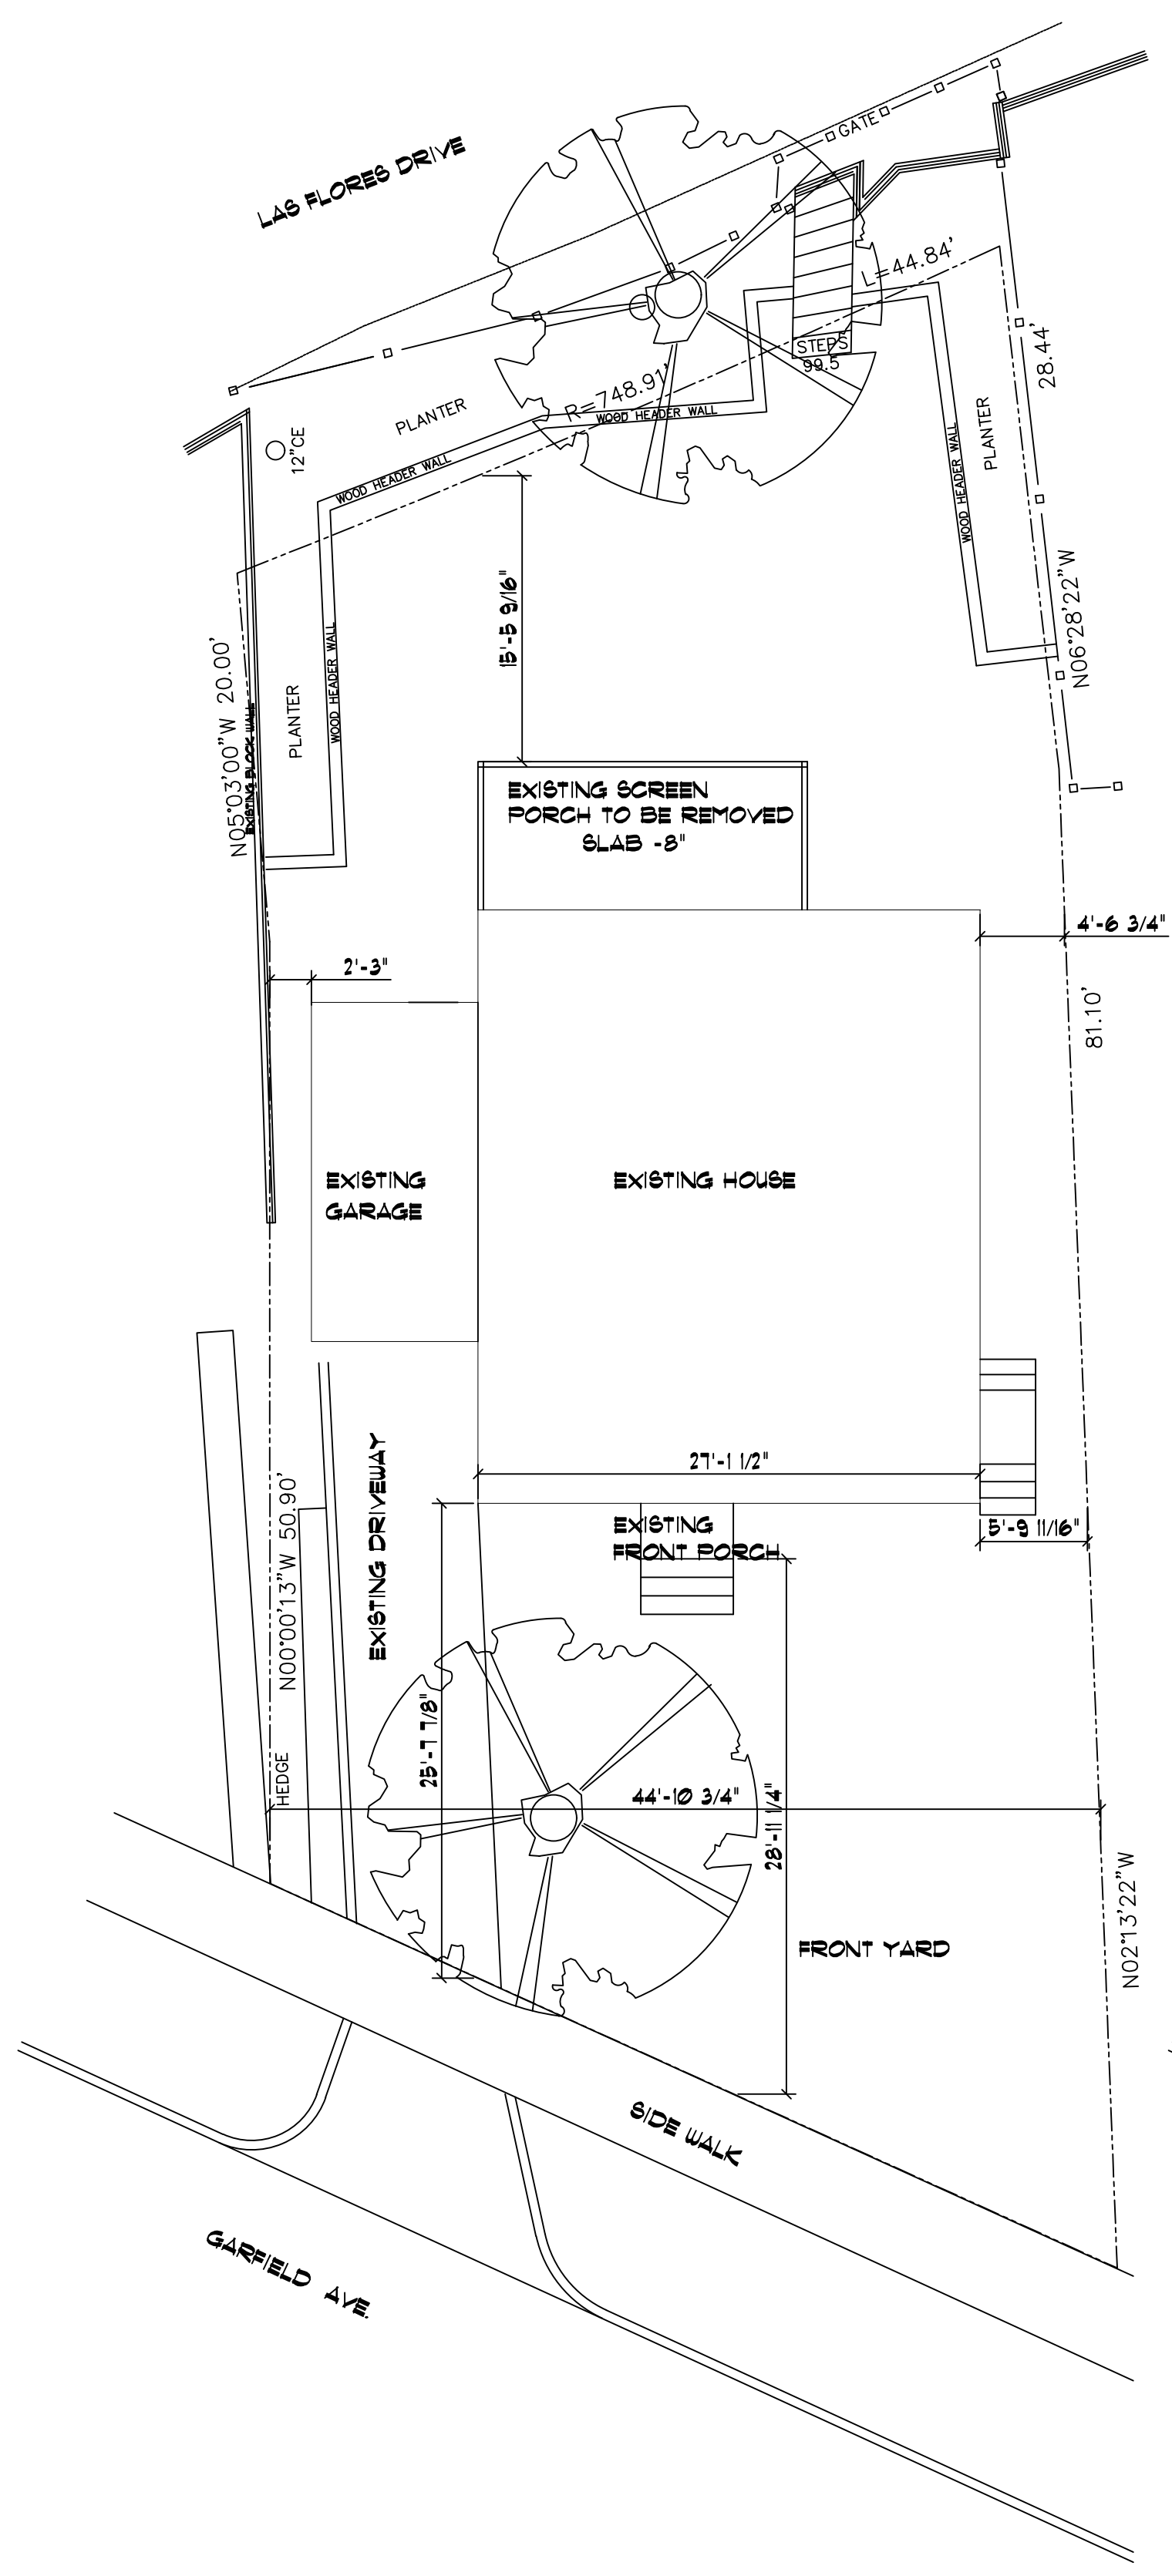 LAS FLORES DRIVE
GATE
L=44.84'
STEPS
99.5
28.44'
R=748.91'
PLANTER
WOOD HEADER WALL
WOOD HEADER WALL
12"CE
PLANTER
WOOD HEADER WALL
15'-5 9/16"
N06°28'22"W
N05°03'00"W 20.00'
EXISTING BLOCK WALL
PLANTER
WOOD HEADER WALL
EXISTING SCREEN
PORCH TO BE REMOVED
SLAB -8"
4'-6 3/4"
2'-3"
81.10'
EXISTING
GARAGE
EXISTING HOUSE
27'-1 1/2"
EXISTING
FRONT PORCH
5'-9 11/16"
EXISTING DRIVEWAY
N00°00'13"W 50.90'
HEDGE
25'-7 7/8"
44'-10 3/4"
28'-11 1/4"
N02°13'22"W
FRONT YARD
SIDE WALK
GARFIELD AVE.